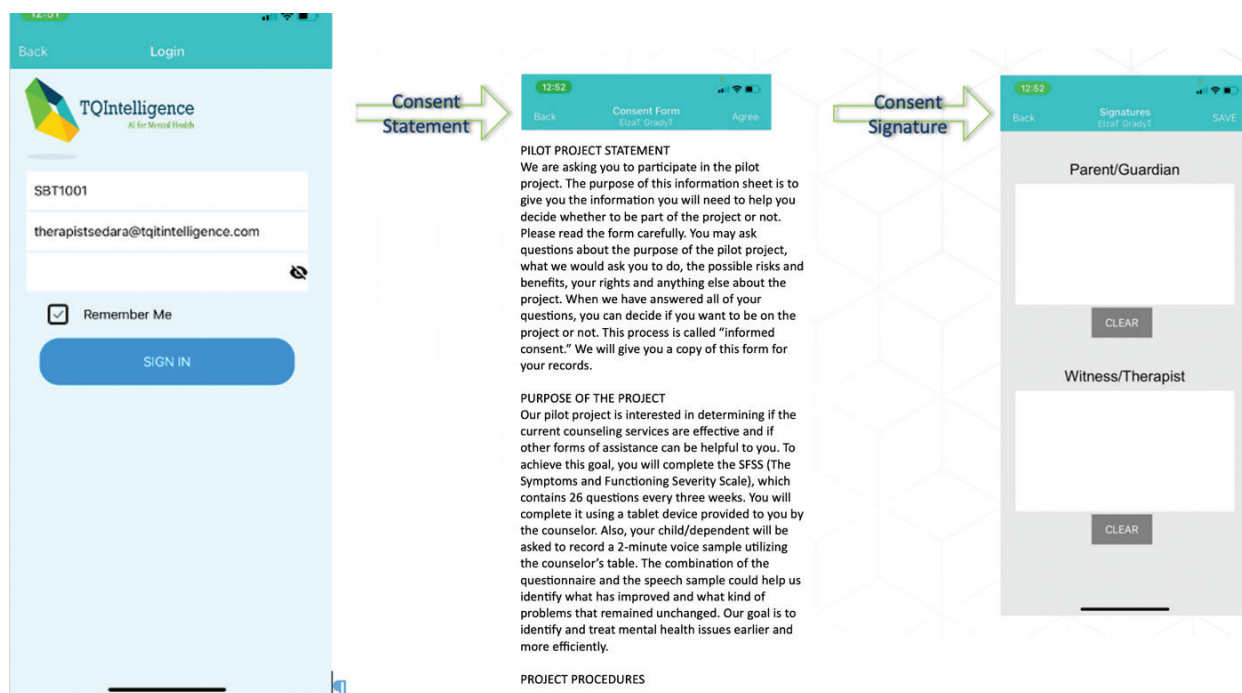 12:51
Back Login
TQIntelligence
AI for Mental Health
SBT1001
therapistsedara@tqitintelligence.com
Remember Me
SIGN IN
Consent
Statement
12:52
Back Consent Form Agree
ElzaT GradyT
PILOT PROJECT STATEMENT
We are asking you to participate in the pilot
project. The purpose of this information sheet is to
give you the information you will need to help you
decide whether to be part of the project or not.
Please read the form carefully. You may ask
questions about the purpose of the pilot project,
what we would ask you to do, the possible risks and
benefits, your rights and anything else about the
project. When we have answered all of your
questions, you can decide if you want to be on the
project or not. This process is called “informed
consent.” We will give you a copy of this form for
your records.
PURPOSE OF THE PROJECT
Our pilot project is interested in determining if the
current counseling services are effective and if
other forms of assistance can be helpful to you. To
achieve this goal, you will complete the SFSS (The
Symptoms and Functioning Severity Scale), which
contains 26 questions every three weeks. You will
complete it using a tablet device provided to you by
the counselor. Also, your child/dependent will be
asked to record a 2-minute voice sample utilizing
the counselor’s table. The combination of the
questionnaire and the speech sample could help us
identify what has improved and what kind of
problems that remained unchanged. Our goal is to
identify and treat mental health issues earlier and
more efficiently.
PROJECT PROCEDURES
Consent
Signature
12:52
Back Signatures SAVE
ElzaT GradyT
Parent/Guardian
CLEAR
Witness/Therapist
CLEAR